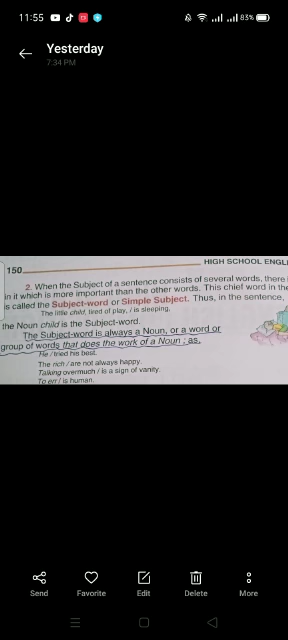 11:55
83%
Yesterday
7:34 PM
150
HIGH SCHOOL ENGL
2. When the Subject of a sentence consists of several words, there
in it which is more important than the other words. This chief word in the
is called the Subject-word or Simple Subject. Thus, in the sentence,
The little child, tired of play, / is sleeping,
the Noun child is the Subject-word.
The Subject-word is always a Noun, or a word or
group of words that does the work of a Noun ; as,
He / tried his best.
The rich / are not always happy.
Talking overmuch / is a sign of vanity.
To err / is human.
Send Favorite Edit Delete More